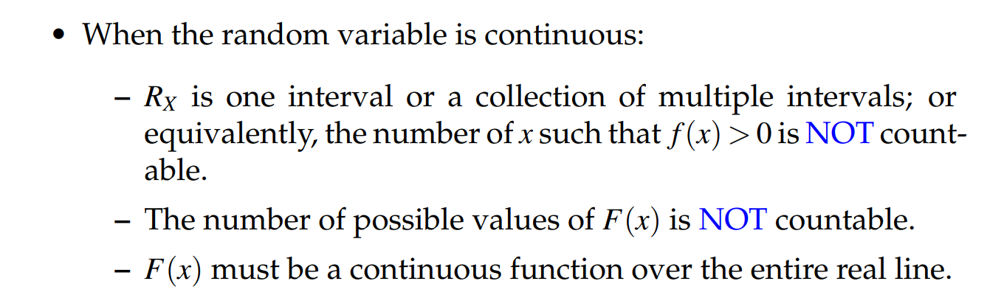 • When the random variable is continuous:
– R_X is one interval or a collection of multiple intervals; or
equivalently, the number of x such that f(x) > 0 is NOT count-
able.
– The number of possible values of F(x) is NOT countable.
– F(x) must be a continuous function over the entire real line.